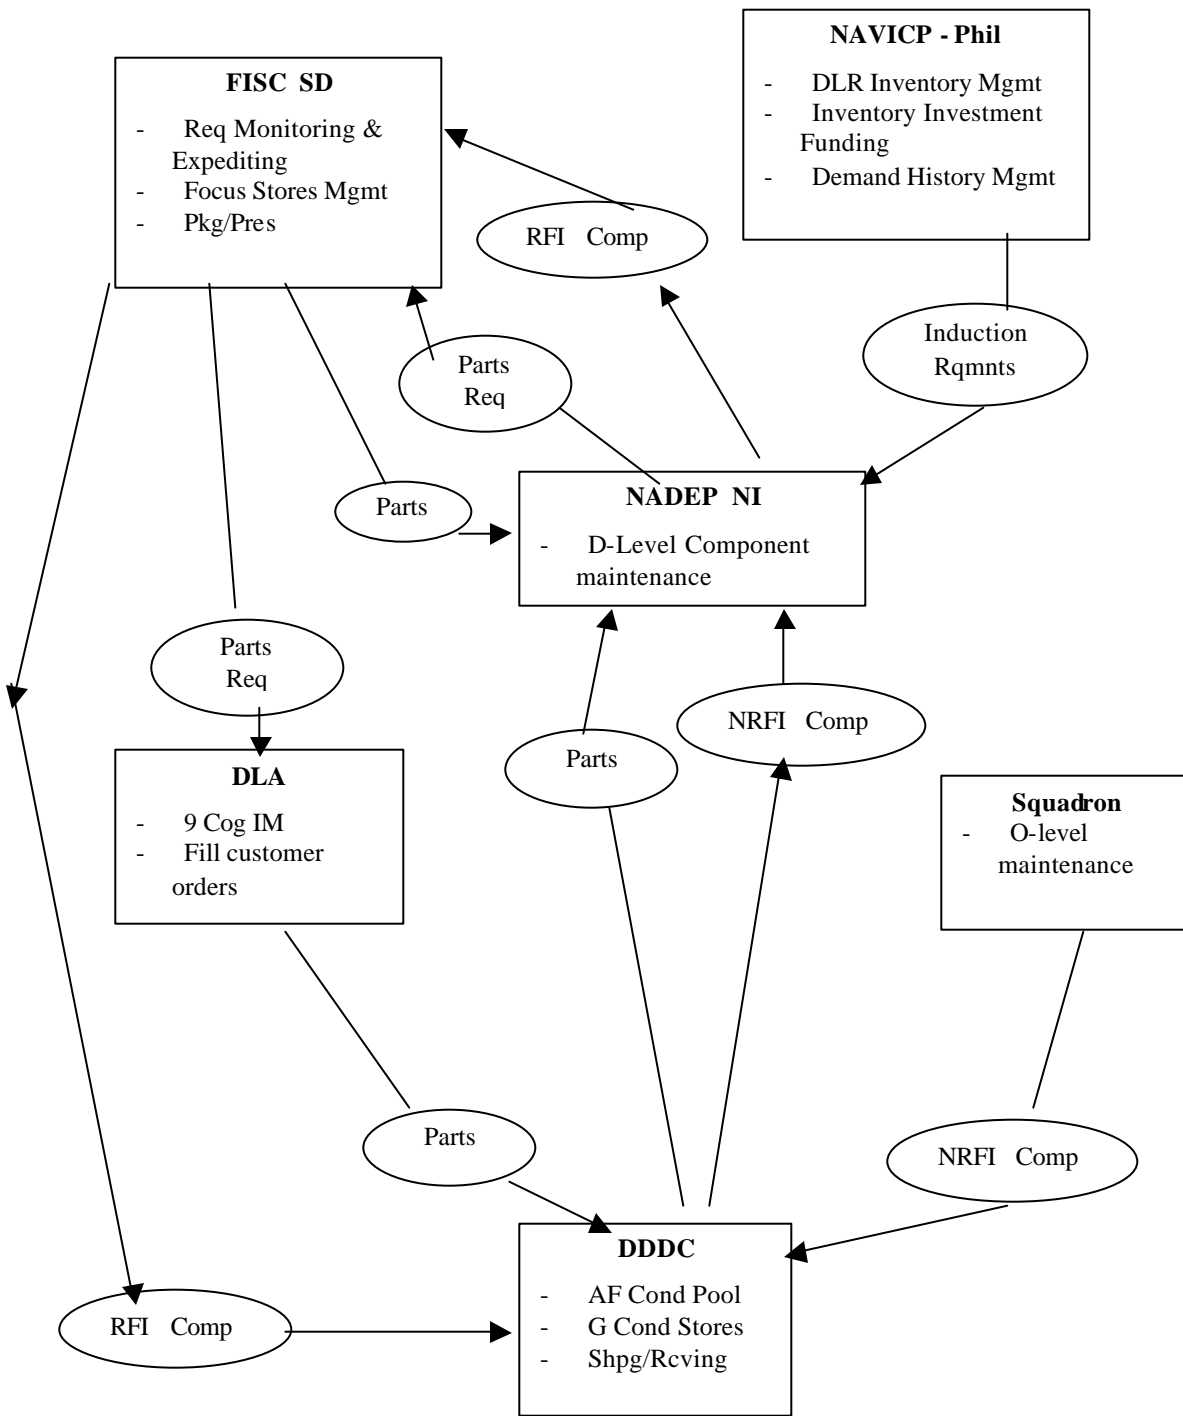 NAVICP - Phil
- DLR Inventory Mgmt
- Inventory Investment
Funding
- Demand History Mgmt
FISC SD
- Req Monitoring &
Expediting
- Focus Stores Mgmt
- Pkg/Pres
RFI Comp
Induction
Rqmnts
Parts
Req
Parts
NADEP NI
- D-Level Component
maintenance
Parts
Req
NRFI Comp
Parts
DLA
- 9 Cog IM
- Fill customer
orders
Squadron
- O-level
maintenance
Parts
NRFI Comp
DDDC
- AF Cond Pool
- G Cond Stores
- Shpg/Rcving
RFI Comp